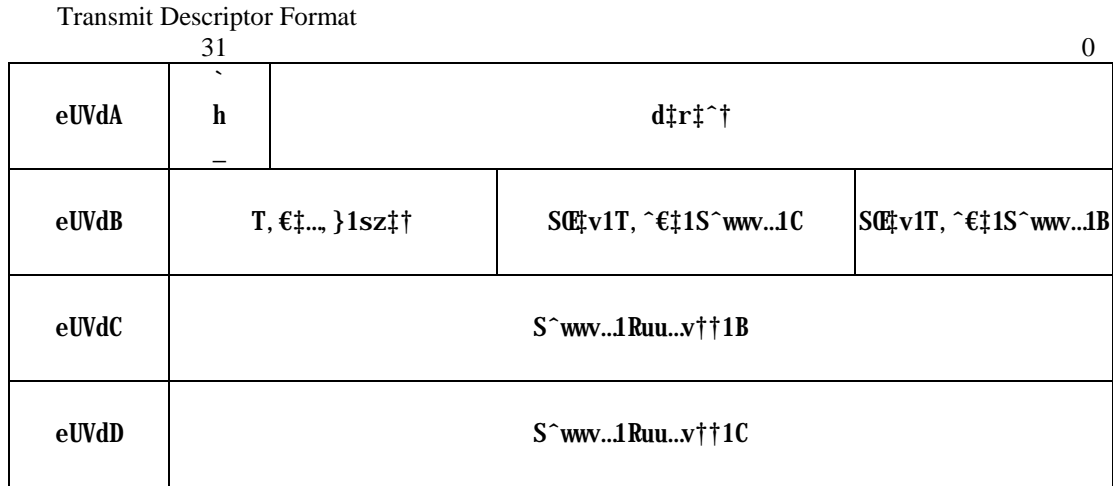 Transmit Descriptor Format
31 0
`
eUVdA h d‡r‡ˆ†
_
eUVdB T‚€‡…‚}1sz‡† SŒ‡v1T‚ˆ€‡1Sˆwwv…1C SŒ‡v1T‚ˆ€‡1Sˆwwv…1B
eUVdC Sˆwwv…1Ruu…v††1B
eUVdD Sˆwwv…1Ruu…v††1C